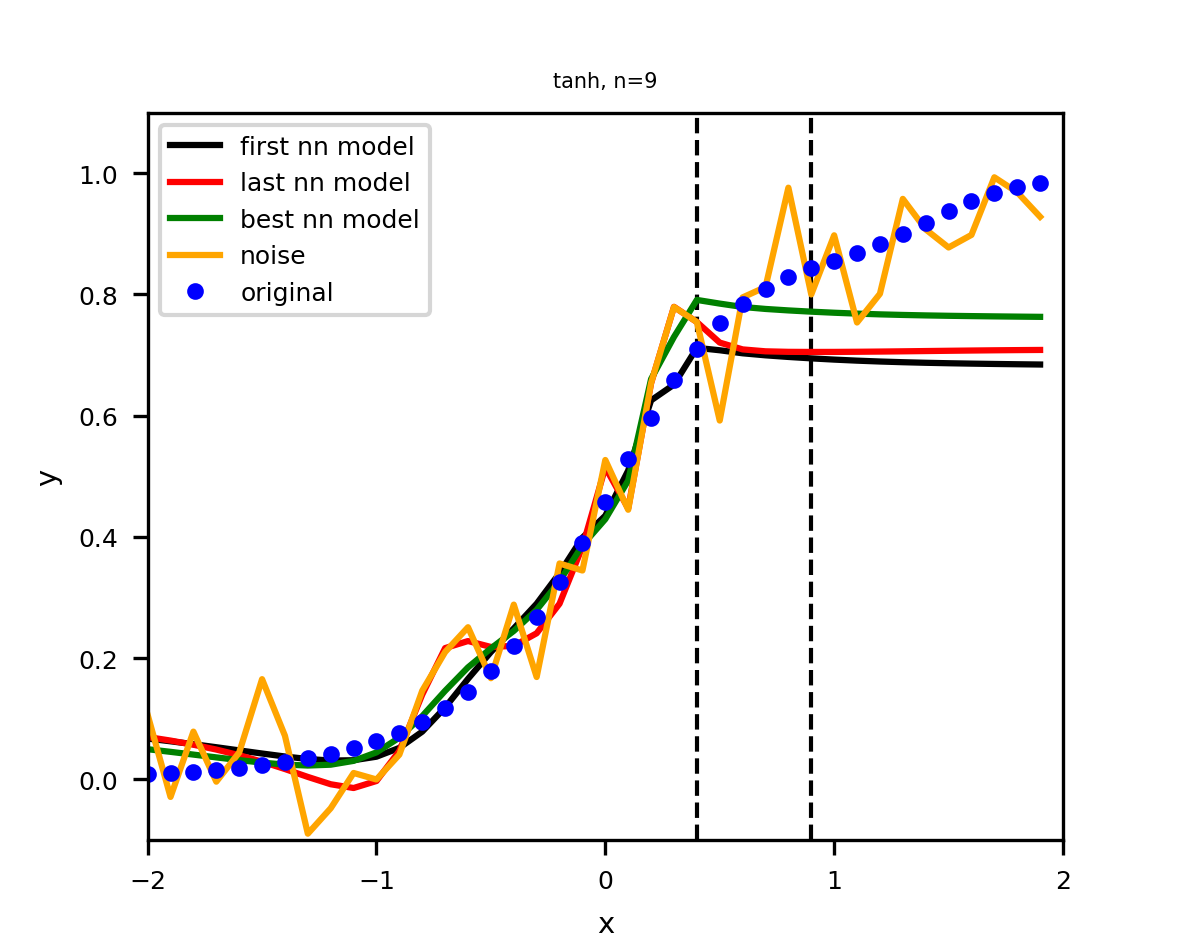 tanh, n=9
first nn model
last nn model
best nn model
noise
original
1.0
0.8
0.6
0.4
0.2
0.0
y
−2
−1
0
1
2
x